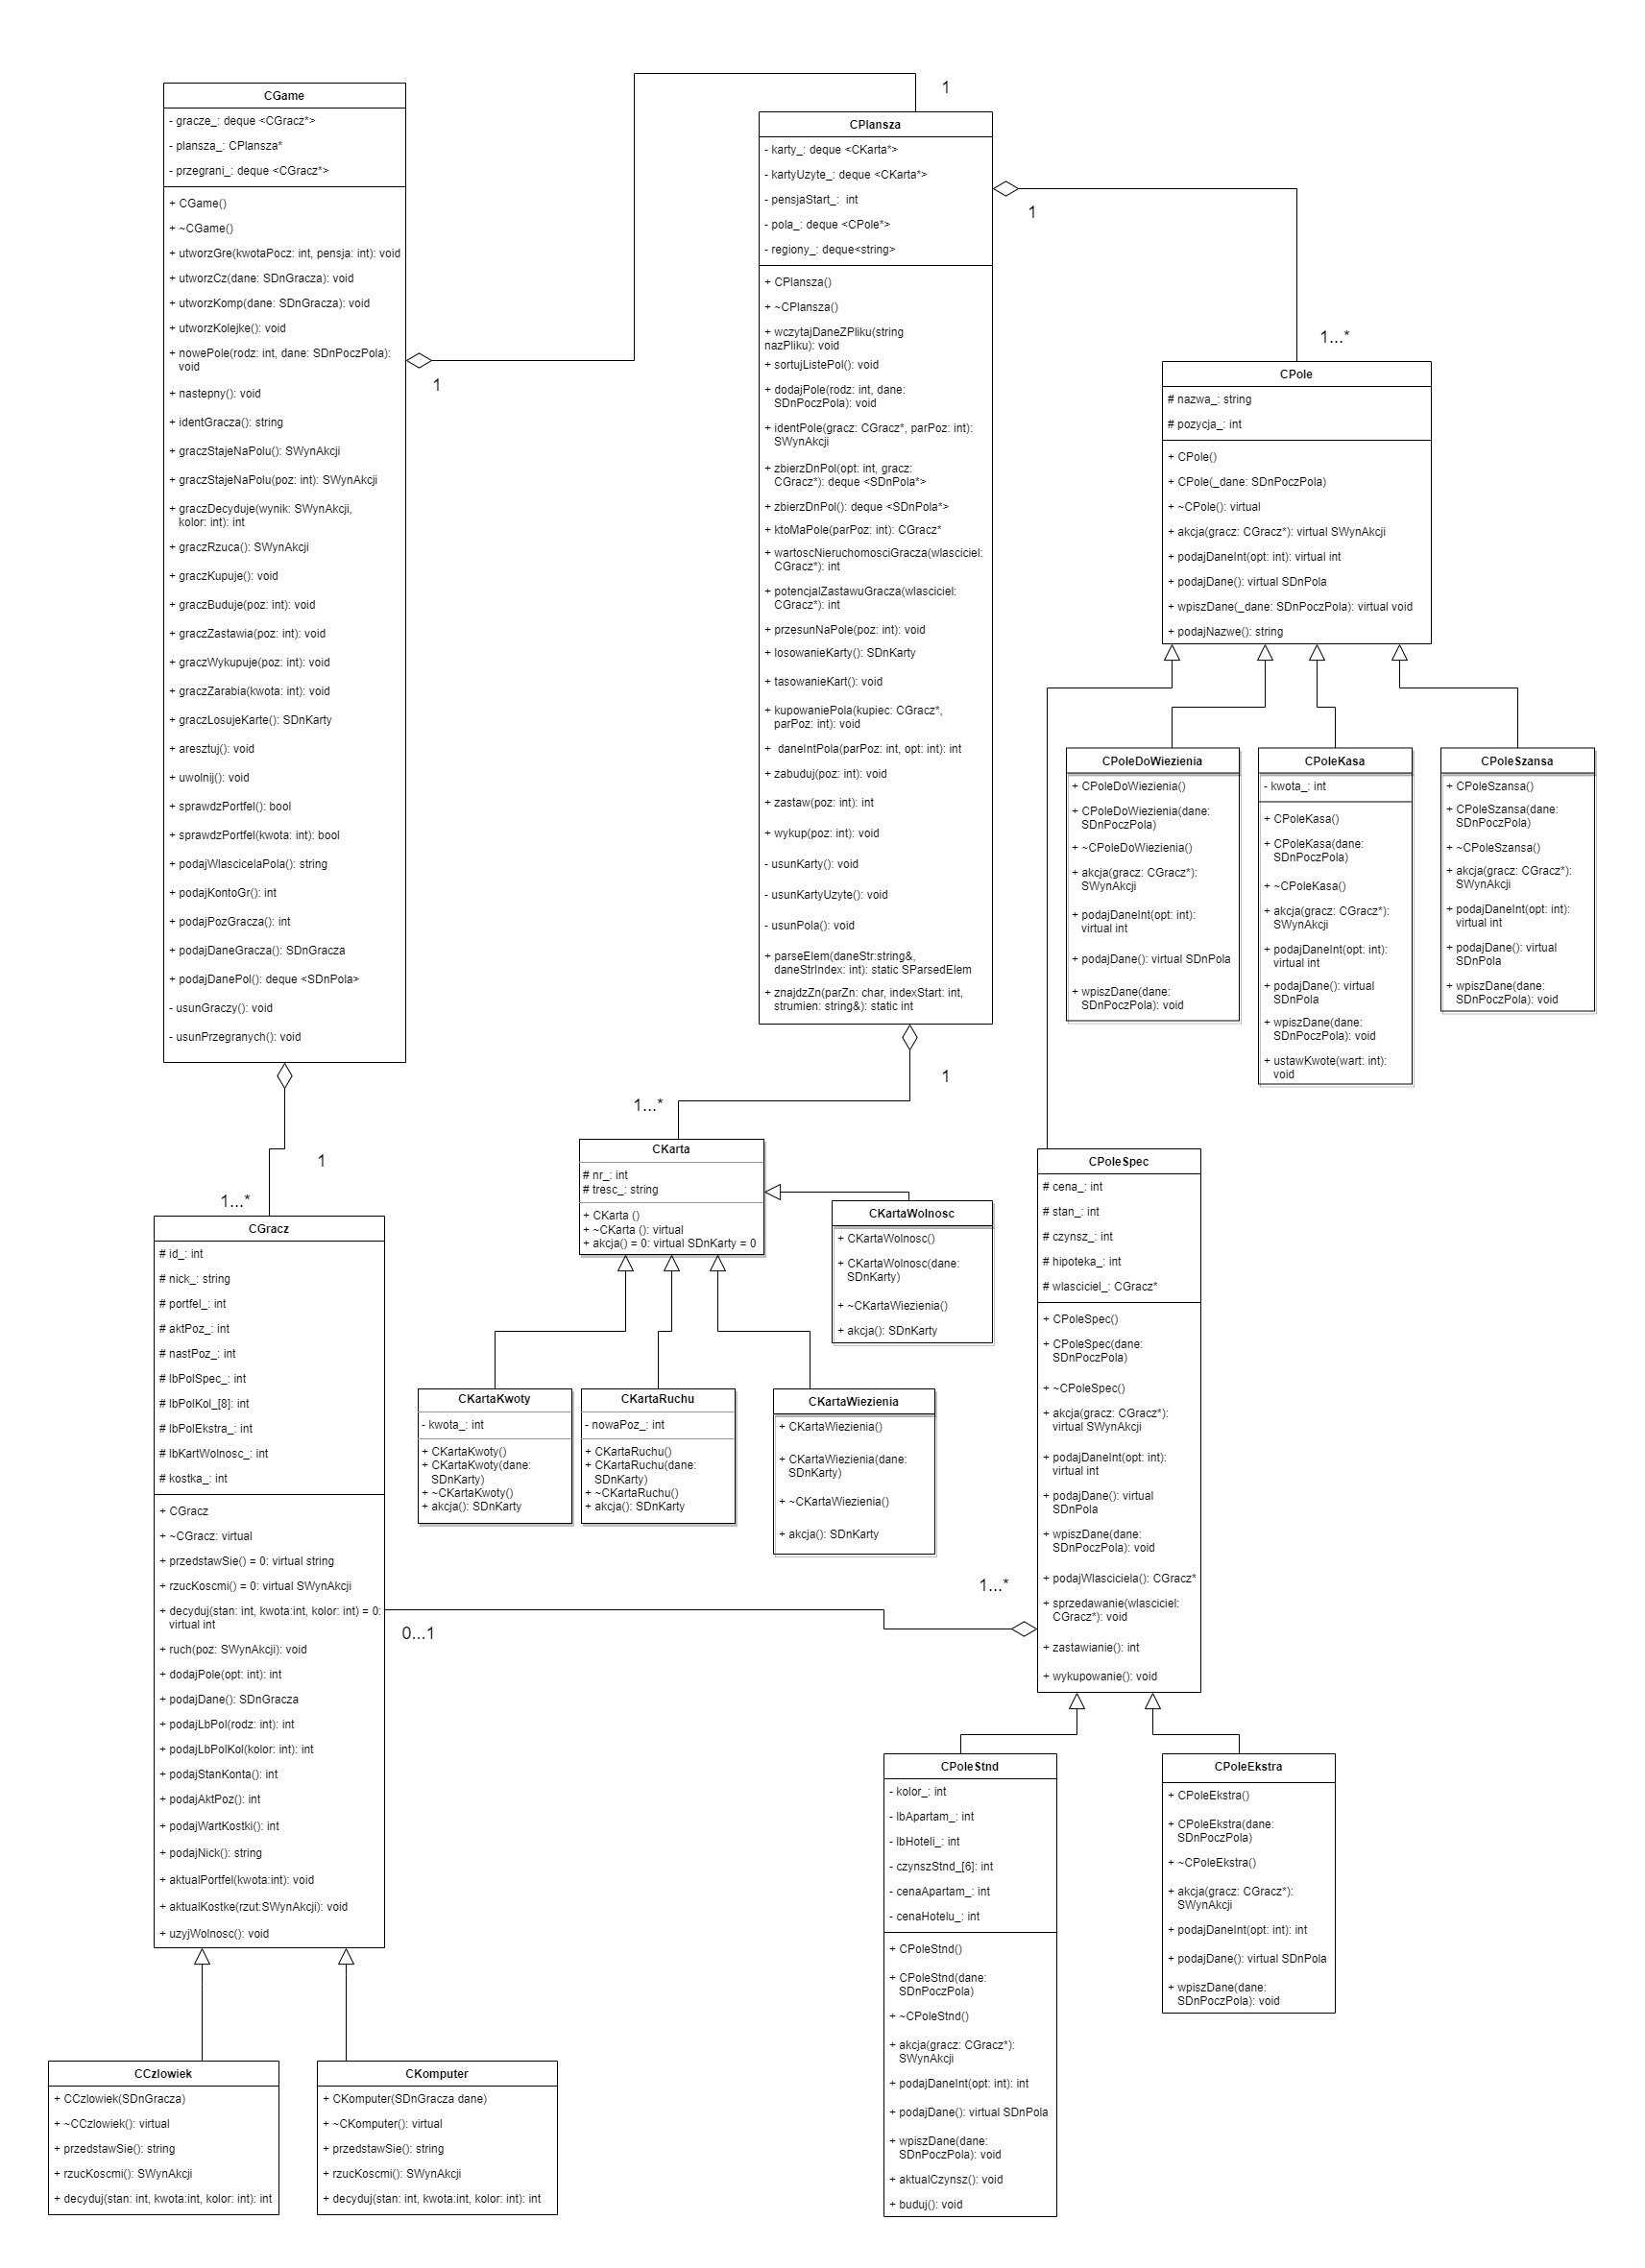 CGame
- gracze_: deque <CGracz*>
- plansza_: CPlansza*
- przegrani_: deque <CGracz*>
+ CGame()
+ ~CGame()
+ utworzGre(kwotaPocz: int, pensja: int): void
+ utworzCz(dane: SDnGracza): void
+ utworzKomp(dane: SDnGracza): void
+ utworzKolejke(): void
+ nowePole(rodz: int, dane: SDnPoczPola):
void
+ nastepny(): void
+ identGracza(): string
+ graczStajeNaPolu(): SWynAkcji
+ graczStajeNaPolu(poz: int): SWynAkcji
+ graczDecyduje(wynik: SWynAkcji,
kolor: int): int
+ graczRzuca(): SWynAkcji
+ graczKupuje(): void
+ graczBuduje(poz: int): void
+ graczZastawia(poz: int): void
+ graczWykupuje(poz: int): void
+ graczZarabia(kwota: int): void
+ graczLosujeKarte(): SDnKarty
+ aresztuj(): void
+ uwolnij(): void
+ sprawdzPortfel(): bool
+ sprawdzPortfel(kwota: int): bool
+ podajWlascicelaPola(): string
+ podajKontoGr(): int
+ podajPozGracza(): int
+ podajDaneGracza(): SDnGracza
+ podajDanePol(): deque <SDnPola>
- usunGraczy(): void
- usunPrzegranych(): void
1
1
CPlansza
- karty_: deque <CKarta*>
- kartyUzyte_: deque <CKarta*>
- pensjaStart_:  int
- pola_: deque <CPole*>
- regiony_: deque<string>
+ CPlansza()
+ ~CPlansza()
+ wczytajDaneZPliku(string
nazPliku): void
+ sortujListePol(): void
+ dodajPole(rodz: int, dane:
SDnPoczPola): void
+ identPole(gracz: CGracz*, parPoz: int):
SWynAkcji
+ zbierzDnPol(opt: int, gracz:
CGracz*): deque <SDnPola*>
+ zbierzDnPol(): deque <SDnPola*>
+ ktoMaPole(parPoz: int): CGracz*
+ wartoscNieruchomosciGracza(wlasciciel:
CGracz*): int
+ potencjalZastawuGracza(wlasciciel:
CGracz*): int
+ przesunNaPole(poz: int): void
+ losowanieKarty(): SDnKarty
+ tasowanieKart(): void
+ kupowaniePola(kupiec: CGracz*,
parPoz: int): void
+  daneIntPola(parPoz: int, opt: int): int
+ zabuduj(poz: int): void
+ zastaw(poz: int): int
+ wykup(poz: int): void
- usunKarty(): void
- usunKartyUzyte(): void
- usunPola(): void
+ parseElem(daneStr:string&,
daneStrIndex: int): static SParsedElem
+ znajdzZn(parZn: char, indexStart: int,
strumien: string&): static int
1
1...*
CPole
# nazwa_: string
# pozycja_: int
+ CPole()
+ CPole(_dane: SDnPoczPola)
+ ~CPole(): virtual
+ akcja(gracz: CGracz*): virtual SWynAkcji
+ podajDaneInt(opt: int): virtual int
+ podajDane(): virtual SDnPola
+ wpiszDane(_dane: SDnPoczPola): virtual void
+ podajNazwe(): string
CPoleDoWiezienia
+ CPoleDoWiezienia()
+ CPoleDoWiezienia(dane:
SDnPoczPola)
+ ~CPoleDoWiezienia()
+ akcja(gracz: CGracz*):
SWynAkcji
+ podajDaneInt(opt: int):
virtual int
+ podajDane(): virtual SDnPola
+ wpiszDane(dane:
SDnPoczPola): void
CPoleKasa
- kwota_: int
+ CPoleKasa()
+ CPoleKasa(dane:
SDnPoczPola)
+ ~CPoleKasa()
+ akcja(gracz: CGracz*):
SWynAkcji
+ podajDaneInt(opt: int):
virtual int
+ podajDane(): virtual
SDnPola
+ wpiszDane(dane:
SDnPoczPola): void
+ ustawKwote(wart: int):
void
CPoleSzansa
+ CPoleSzansa()
+ CPoleSzansa(dane:
SDnPoczPola)
+ ~CPoleSzansa()
+ akcja(gracz: CGracz*):
SWynAkcji
+ podajDaneInt(opt: int):
virtual int
+ podajDane(): virtual
SDnPola
+ wpiszDane(dane:
SDnPoczPola): void
1
1...*
1
1...*
CKarta
# nr_: int
# tresc_: string
+ CKarta ()
+ ~CKarta (): virtual
+ akcja() = 0: virtual SDnKarty = 0
CKartaWolnosc
+ CKartaWolnosc()
+ CKartaWolnosc(dane:
SDnKarty)
+ ~CKartaWiezienia()
+ akcja(): SDnKarty
CKartaKwoty
- kwota_: int
+ CKartaKwoty()
+ CKartaKwoty(dane:
SDnKarty)
+ ~CKartaKwoty()
+ akcja(): SDnKarty
CKartaRuchu
- nowaPoz_: int
+ CKartaRuchu()
+ CKartaRuchu(dane:
SDnKarty)
+ ~CKartaRuchu()
+ akcja(): SDnKarty
CKartaWiezienia
+ CKartaWiezienia()
+ CKartaWiezienia(dane:
SDnKarty)
+ ~CKartaWiezienia()
+ akcja(): SDnKarty
CPoleSpec
# cena_: int
# stan_: int
# czynsz_: int
# hipoteka_: int
# wlasciciel_: CGracz*
+ CPoleSpec()
+ CPoleSpec(dane:
SDnPoczPola)
+ ~CPoleSpec()
+ akcja(gracz: CGracz*):
virtual SWynAkcji
+ podajDaneInt(opt: int):
virtual int
+ podajDane(): virtual
SDnPola
+ wpiszDane(dane:
SDnPoczPola): void
+ podajWlasciciela(): CGracz*
+ sprzedawanie(wlasciciel:
CGracz*): void
+ zastawianie(): int
+ wykupowanie(): void
CGracz
# id_: int
# nick_: string
# portfel_: int
# aktPoz_: int
# nastPoz_: int
# lbPolSpec_: int
# lbPolKol_[8]: int
# lbPolEkstra_: int
# lbKartWolnosc_: int
# kostka_: int
+ CGracz
+ ~CGracz: virtual
+ przedstawSie() = 0: virtual string
+ rzucKoscmi() = 0: virtual SWynAkcji
+ decyduj(stan: int, kwota:int, kolor: int) = 0:
virtual int
+ ruch(poz: SWynAkcji): void
+ dodajPole(opt: int): int
+ podajDane(): SDnGracza
+ podajLbPol(rodz: int): int
+ podajLbPolKol(kolor: int): int
+ podajStanKonta(): int
+ podajAktPoz(): int
+ podajWartKostki(): int
+ podajNick(): string
+ aktualPortfel(kwota:int): void
+ aktualKostke(rzut:SWynAkcji): void
+ uzyjWolnosc(): void
1...*
0...1
CPoleStnd
- kolor_: int
- lbApartam_: int
- lbHoteli_: int
- czynszStnd_[6]: int
- cenaApartam_: int
- cenaHotelu_: int
+ CPoleStnd()
+ CPoleStnd(dane:
SDnPoczPola)
+ ~CPoleStnd()
+ akcja(gracz: CGracz*):
SWynAkcji
+ podajDaneInt(opt: int): int
+ podajDane(): virtual SDnPola
+ wpiszDane(dane:
SDnPoczPola): void
+ aktualCzynsz(): void
+ buduj(): void
CPoleEkstra
+ CPoleEkstra()
+ CPoleEkstra(dane:
SDnPoczPola)
+ ~CPoleEkstra()
+ akcja(gracz: CGracz*):
SWynAkcji
+ podajDaneInt(opt: int): int
+ podajDane(): virtual SDnPola
+ wpiszDane(dane:
SDnPoczPola): void
CCzlowiek
+ CCzlowiek(SDnGracza)
+ ~CCzlowiek(): virtual
+ przedstawSie(): string
+ rzucKoscmi(): SWynAkcji
+ decyduj(stan: int, kwota:int, kolor: int): int
CKomputer
+ CKomputer(SDnGracza dane)
+ ~CKomputer(): virtual
+ przedstawSie(): string
+ rzucKoscmi(): SWynAkcji
+ decyduj(stan: int, kwota:int, kolor: int): int